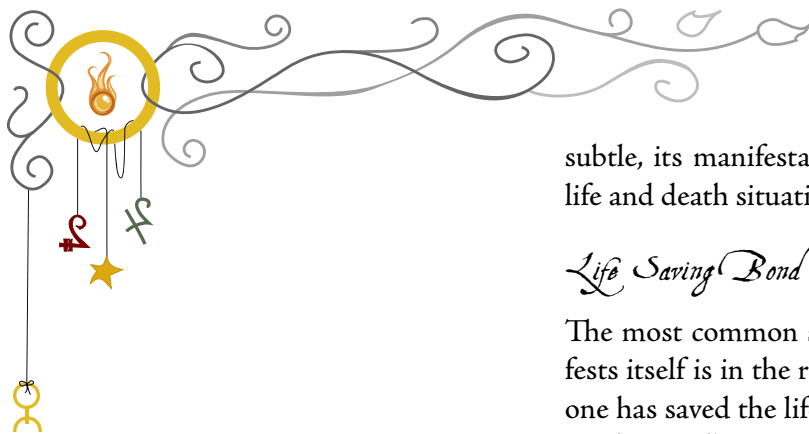 subtle, its manifesta
life and death situati
Life Saving Bond
The most common
fests itself is in the r
one has saved the lif